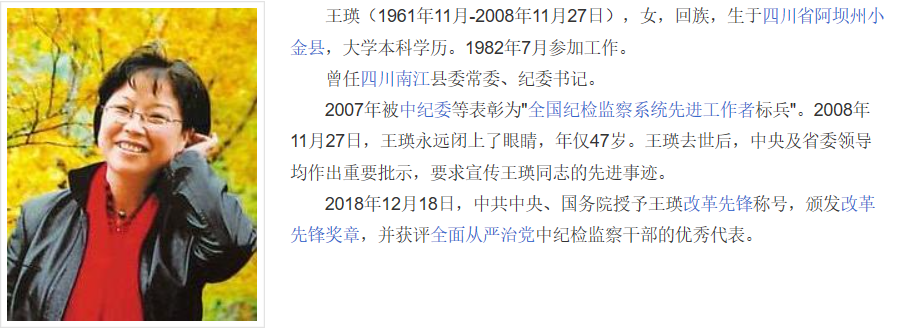 王瑛（1961年11月-2008年11月27日），女，回族，生于四川省阿坝州小
金县，大学本科学历。1982年7月参加工作。
曾任四川南江县委常委、纪委书记。
2007年被中纪委等表彰为"全国纪检监察系统先进工作者标兵"。2008年
11月27日，王瑛永远闭上了眼睛，年仅47岁。王瑛去世后，中央及省委领导
均作出重要批示，要求宣传王瑛同志的先进事迹。
2018年12月18日，中共中央、国务院授予王瑛改革先锋称号，颁发改革
先锋奖章，并获评全面从严治党中纪检监察干部的优秀代表。